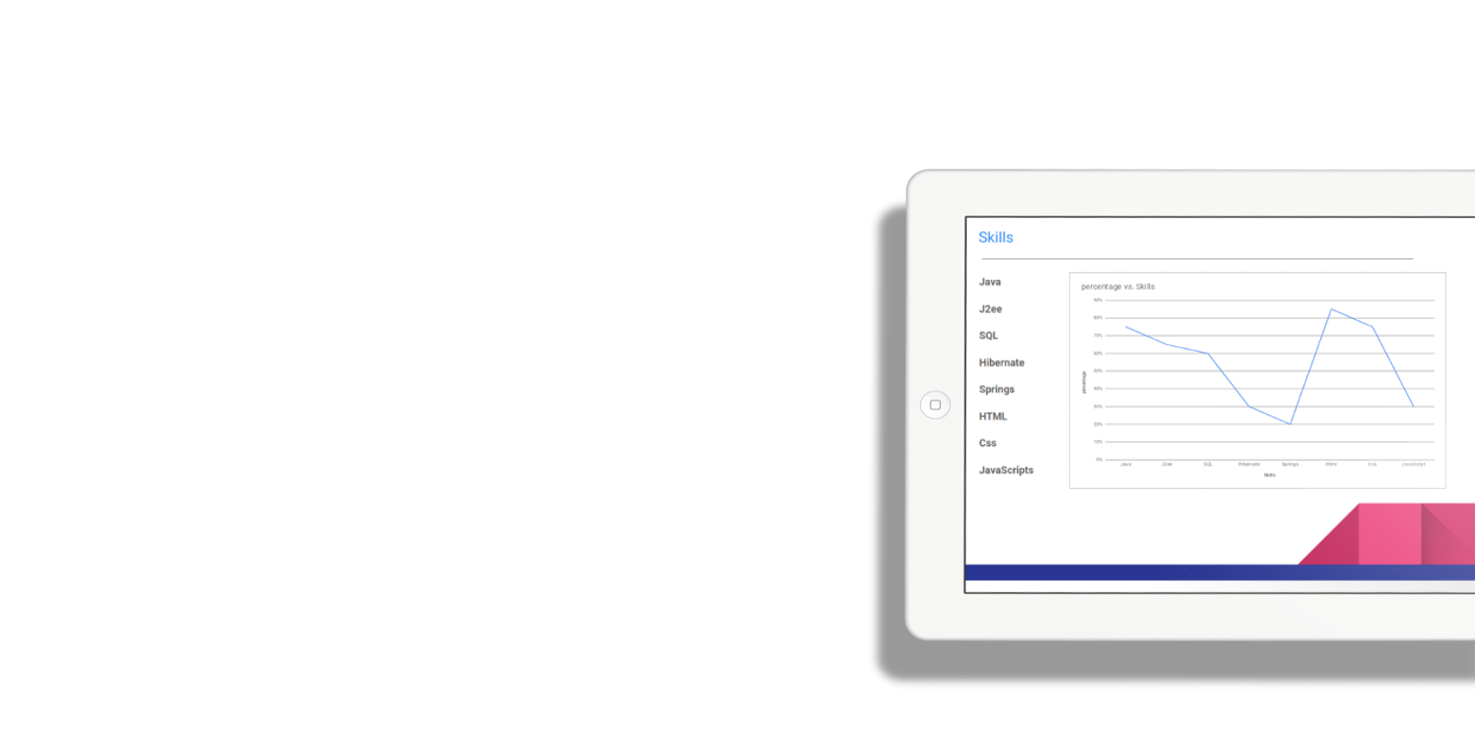 Skills
Java
J2ee
SQL
Hibernate
Springs
HTML
Css
JavaScripts
percentage vs. Skills
90%
80%
70%
60%
50%
40%
30%
20%
10%
0%
percentage
Java J2ee SQL Hibernate Springs Html Css JavaScript
Skills